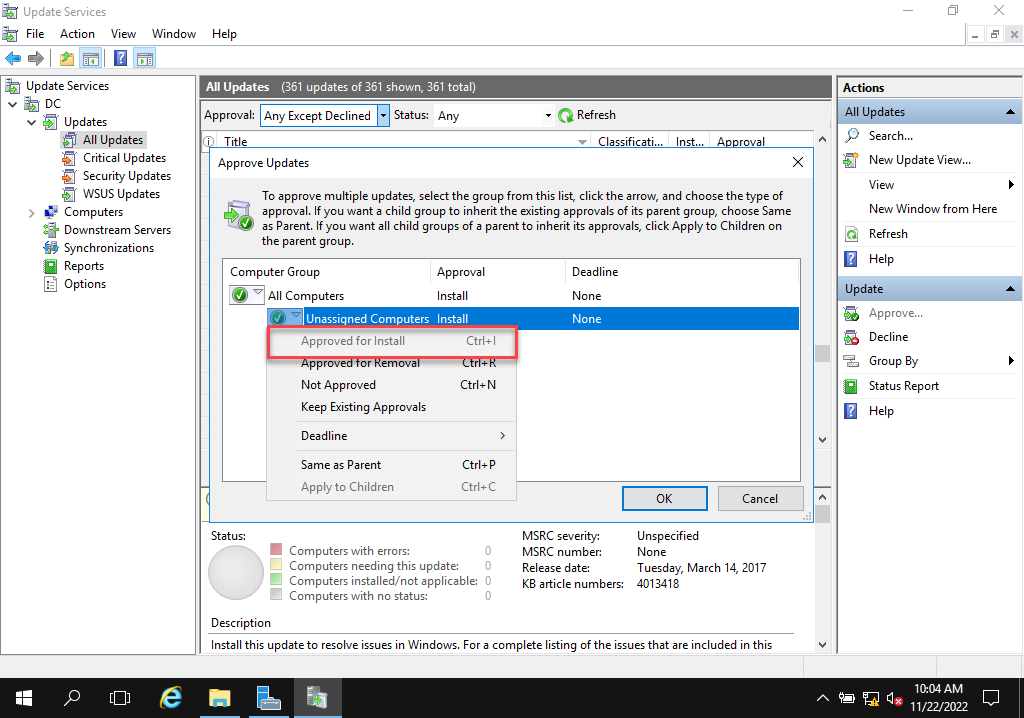 Update Services
File Action View Window Help
Update Services
DC
Updates
All Updates
Critical Updates
Security Updates
WSUS Updates
Computers
Downstream Servers
Synchronizations
Reports
Options
All Updates (361 updates of 361 shown, 361 total)
Approval: Any Except Declined Status: Any Refresh
Title Classificati... Inst... Approval
Approve Updates
To approve multiple updates, select the group from this list, click the arrow, and choose the type of
approval. If you want a child group to inherit the existing approvals of its parent group, choose Same
as Parent. If you want all child groups of a parent to inherit its approvals, click Apply to Children on
the parent group.
Computer Group Approval Deadline
All Computers Install None
Unassigned Computers Install None
Approved for Install Ctrl+I
Approved for Removal Ctrl+R
Not Approved Ctrl+N
Keep Existing Approvals
Deadline
Same as Parent Ctrl+P
Apply to Children Ctrl+C
OK Cancel
Status:
Computers with errors: 0
Computers needing this update: 0
Computers installed/not applicable: 0
Computers with no status: 0
MSRC severity: Unspecified
MSRC number: None
Release date: Tuesday, March 14, 2017
KB article numbers: 4013418
Description
Install this update to resolve issues in Windows. For a complete listing of the issues that are included in this
Actions
All Updates
Search...
New Update View...
View
New Window from Here
Refresh
Help
Update
Approve...
Decline
Group By
Status Report
Help
10:04 AM
11/22/2022